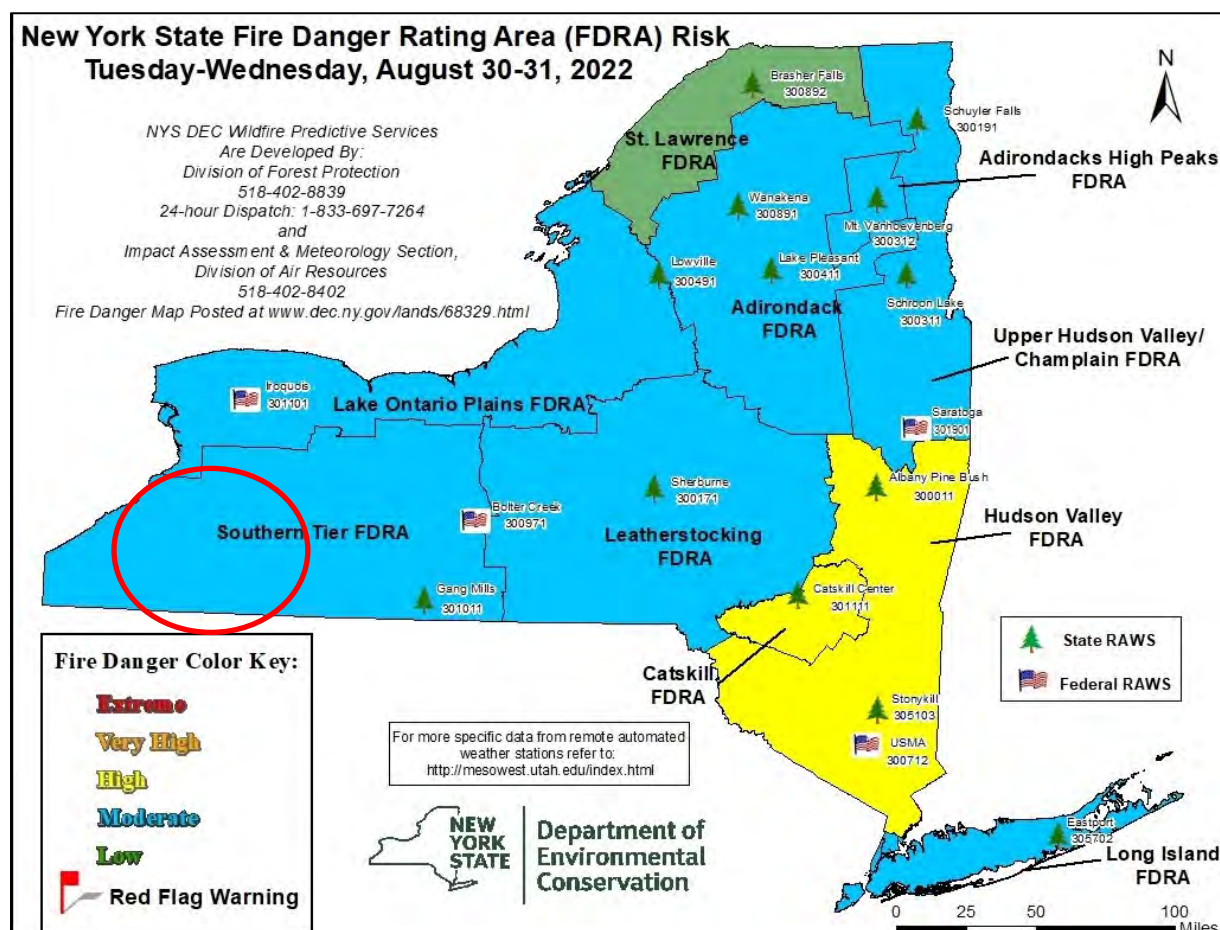 New York State Fire Danger Rating Area (FDRA) Risk
Tuesday-Wednesday, August 30-31, 2022
NYS DEC Wildfire Predictive Services
Are Developed By:
Division of Forest Protection
518-402-8839
24-hour Dispatch: 1-833-697-7264
and
Impact Assessment & Meteorology Section,
Division of Air Resources
518-402-8402
Fire Danger Map Posted at www.dec.ny.gov/lands/68329.html
N
Brasher Falls
300892
St. Lawrence
FDRA
Schuyler Falls
300191
Adirondacks High Peaks
FDRA
Wanakena
300891
Mt. Vanhoevenberg
300312
Lowville
300491
Lake Pleasant
300411
Schroon Lake
300311
Adirondack
FDRA
Upper Hudson Valley/
Champlain FDRA
Iroquois
301101
Lake Ontario Plains FDRA
Saratoga
301901
Sherburne
300171
Albany Pine Bush
300011
Bolter Creek
300971
Southern Tier FDRA
Leatherstocking
FDRA
Hudson Valley
FDRA
Gang Mills
301011
Catskill Center
301111
Catskill
FDRA
State RAWS
Federal RAWS
Stonykill
305103
USMA
300712
Fire Danger Color Key:
Extreme
Very High
High
Moderate
Low
Red Flag Warning
For more specific data from remote automated
weather stations refer to:
http://mesowest.utah.edu/index.html
NEW
YORK
STATE
Department of
Environmental
Conservation
Eastport
305702
Long Island
FDRA
0 25 50 100
Miles